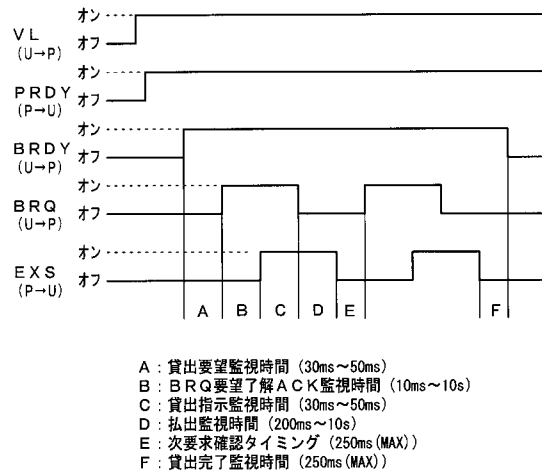 オン
VL
(U→P)
オフ
オン
PRDY
(P→U)
オフ
オン
BRDY
(U→P)
オフ
オン
BRQ
(U→P)
オフ
オン
EXS
(P→U)
オフ
A B C D E F
A：貸出要望監視時間（30ms～50ms）
B：BRQ要望了解ACK監視時間（10ms～10s）
C：貸出指示監視時間（30ms～50ms）
D：払出監視時間（200ms～10s）
E：次要求確認タイミング（250ms(MAX)）
F：貸出完了監視時間（250ms(MAX)）